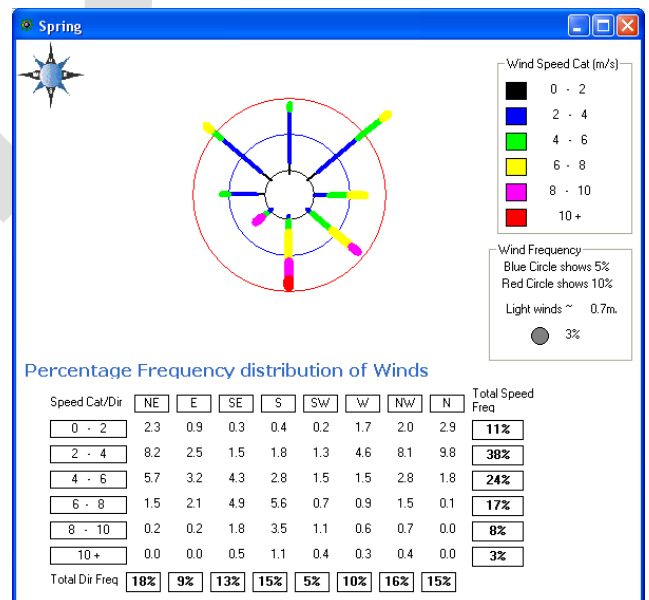 Spring
Wind Speed Cat (m/s)
0 - 2
2 - 4
4 - 6
6 - 8
8 - 10
10 +
Wind Frequency
Blue Circle shows 5%
Red Circle shows 10%
Light winds ~ 0.7m.
3%
Percentage Frequency distribution of Winds
Speed Cat/Dir NE E SE S SW W NW N Total Speed Freq
0 - 2 2.3 0.9 0.3 0.4 0.2 1.7 2.0 2.9 11%
2 - 4 8.2 2.5 1.5 1.8 1.3 4.6 8.1 9.8 38%
4 - 6 5.7 3.2 4.3 2.8 1.5 1.5 2.8 1.8 24%
6 - 8 1.5 2.1 4.9 5.6 0.7 0.9 1.5 0.1 17%
8 - 10 0.2 0.2 1.8 3.5 1.1 0.6 0.7 0.0 8%
10 + 0.0 0.0 0.5 1.1 0.4 0.3 0.4 0.0 3%
Total Dir Freq 18% 9% 13% 15% 5% 10% 16% 15%